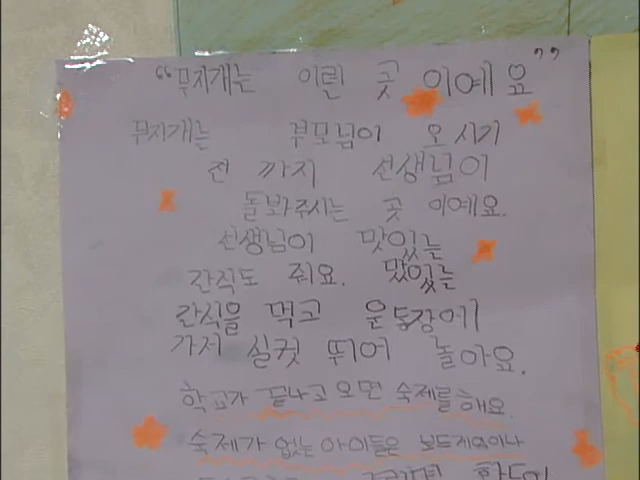 “무지개는 이런 곳 이예요”
무지개는 부모님이 오시기
전 까지 선생님이
돌봐주시는 곳 이예요.
선생님이 맛있는
간식도 줘요. 맜있는
간식을 먹고 운동장에
가저 실컷 뛰어 놀아요.
학교가 끝나고 오면 숙제를 해요.
숙제가 없는 아이들은 보드게임이나